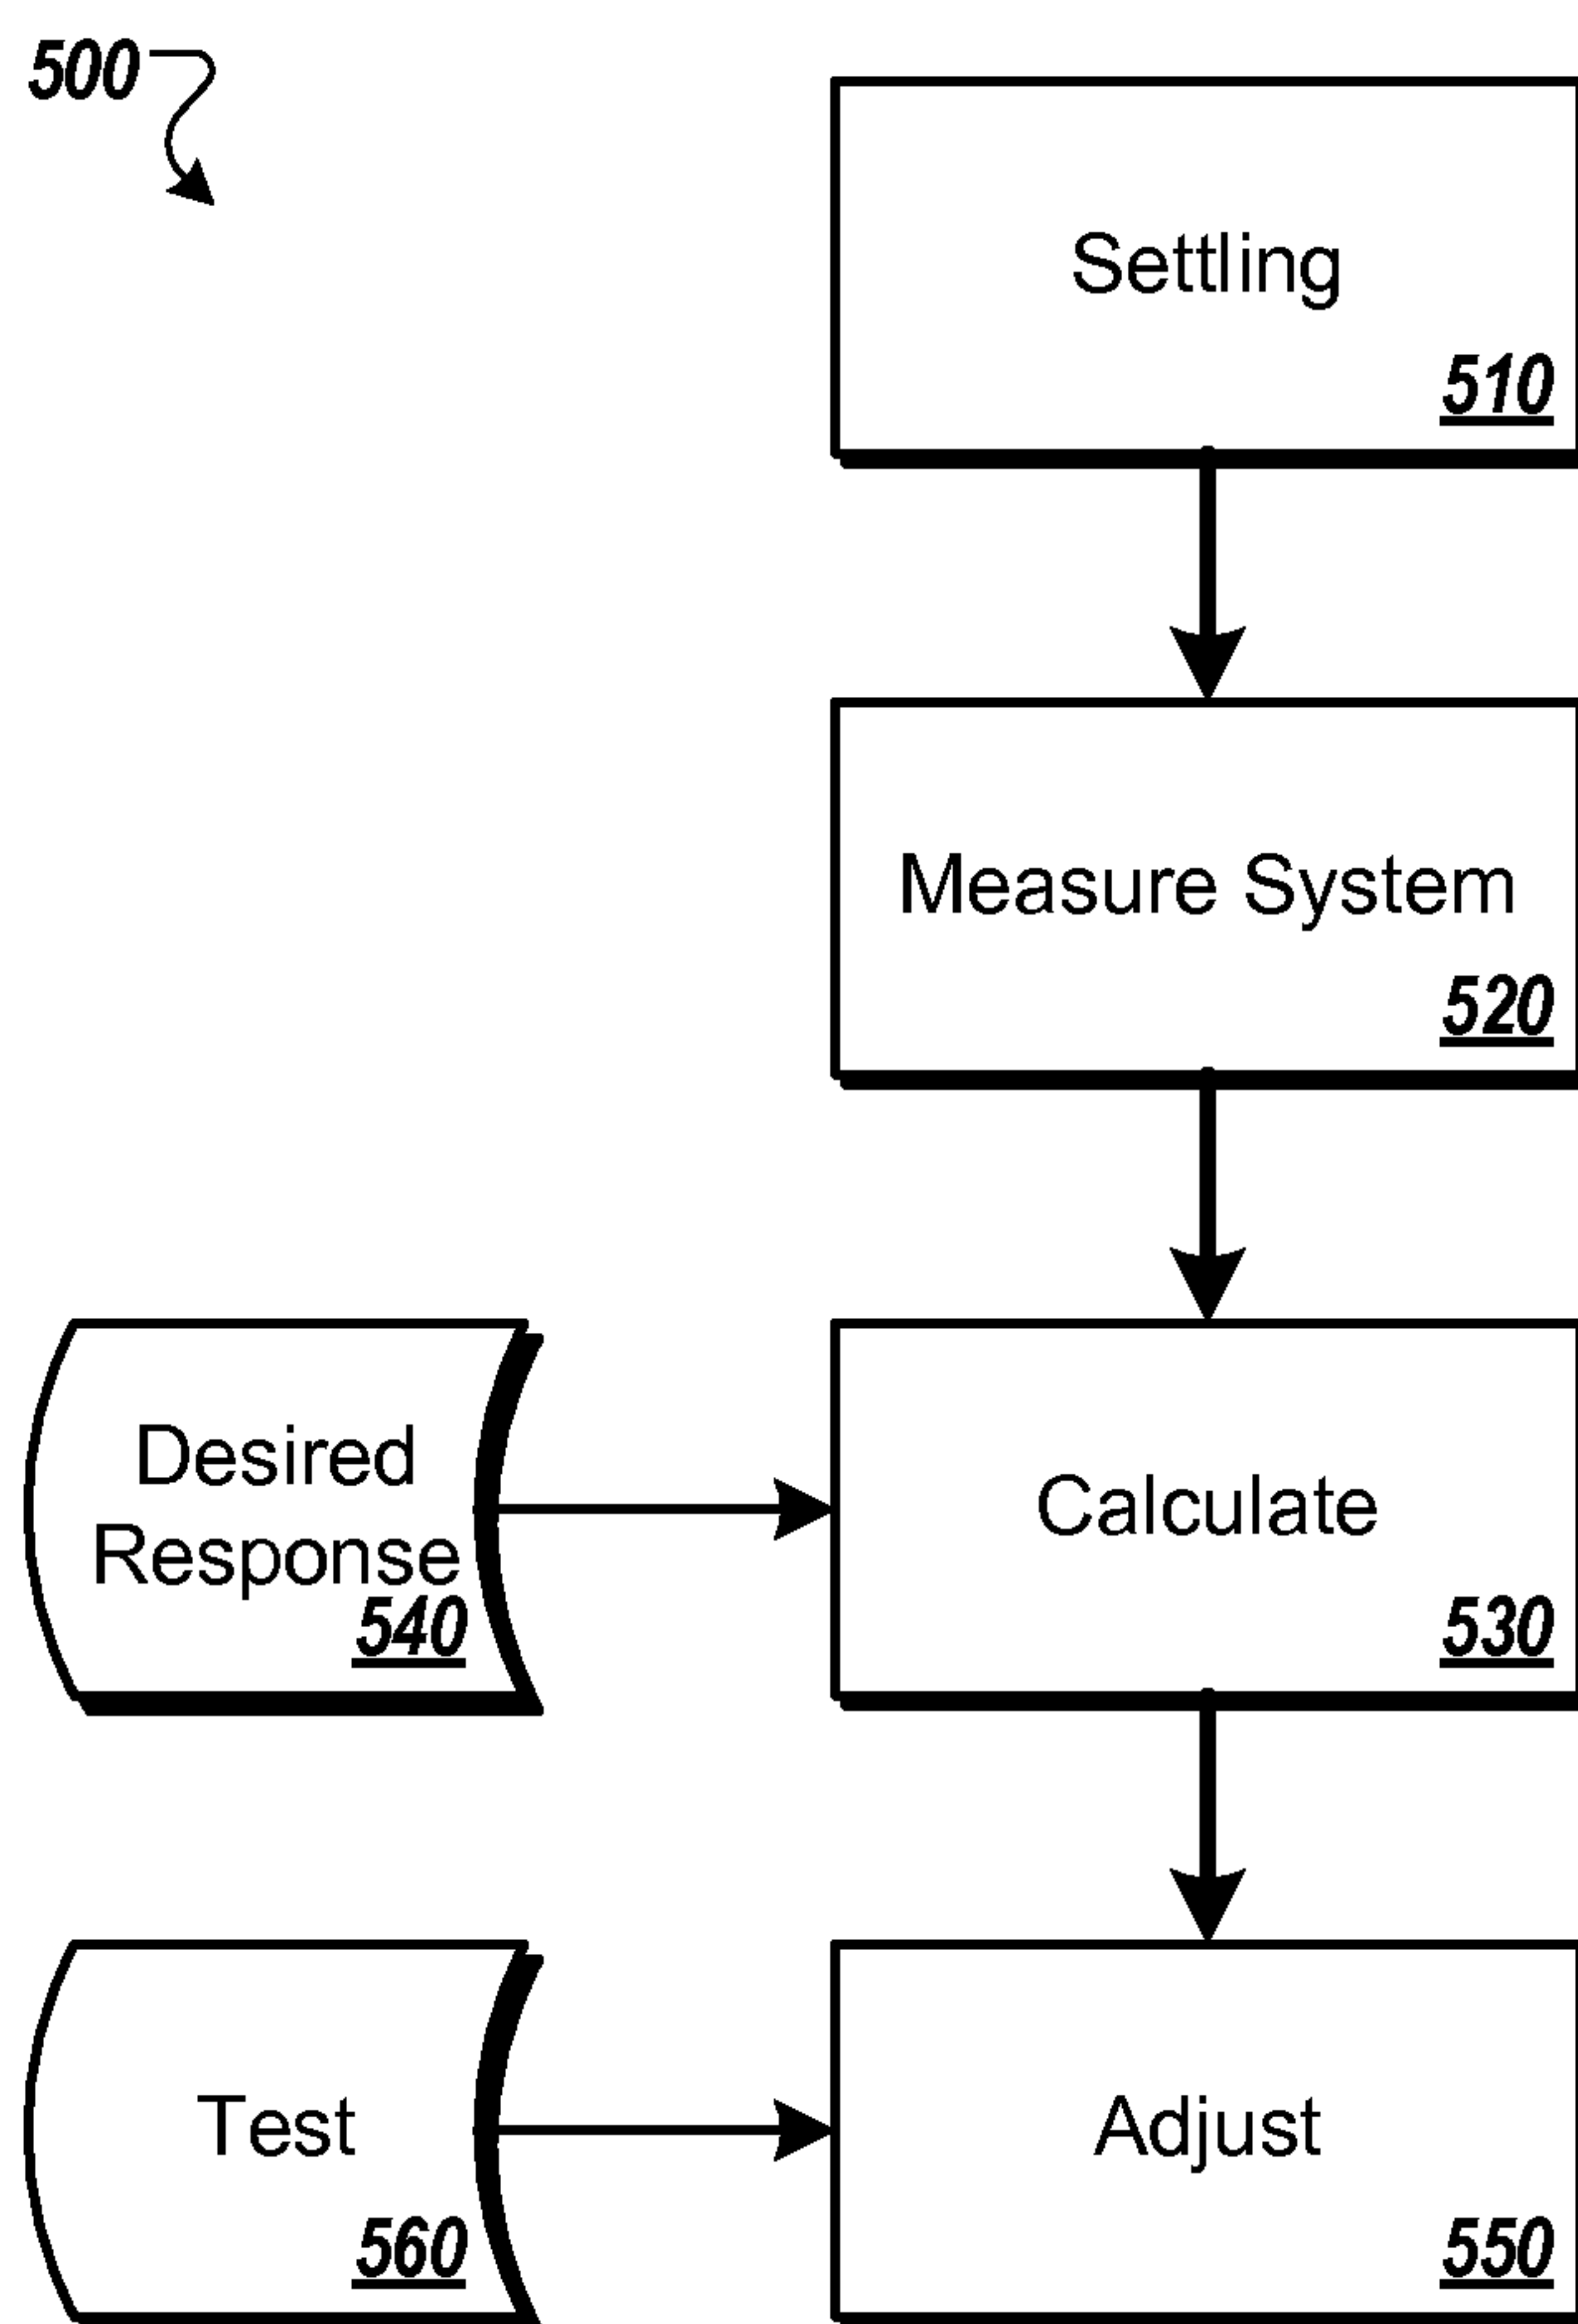 500
Settling
510
Measure System
520
Desired
Response
540
Calculate
530
Test
560
Adjust
550